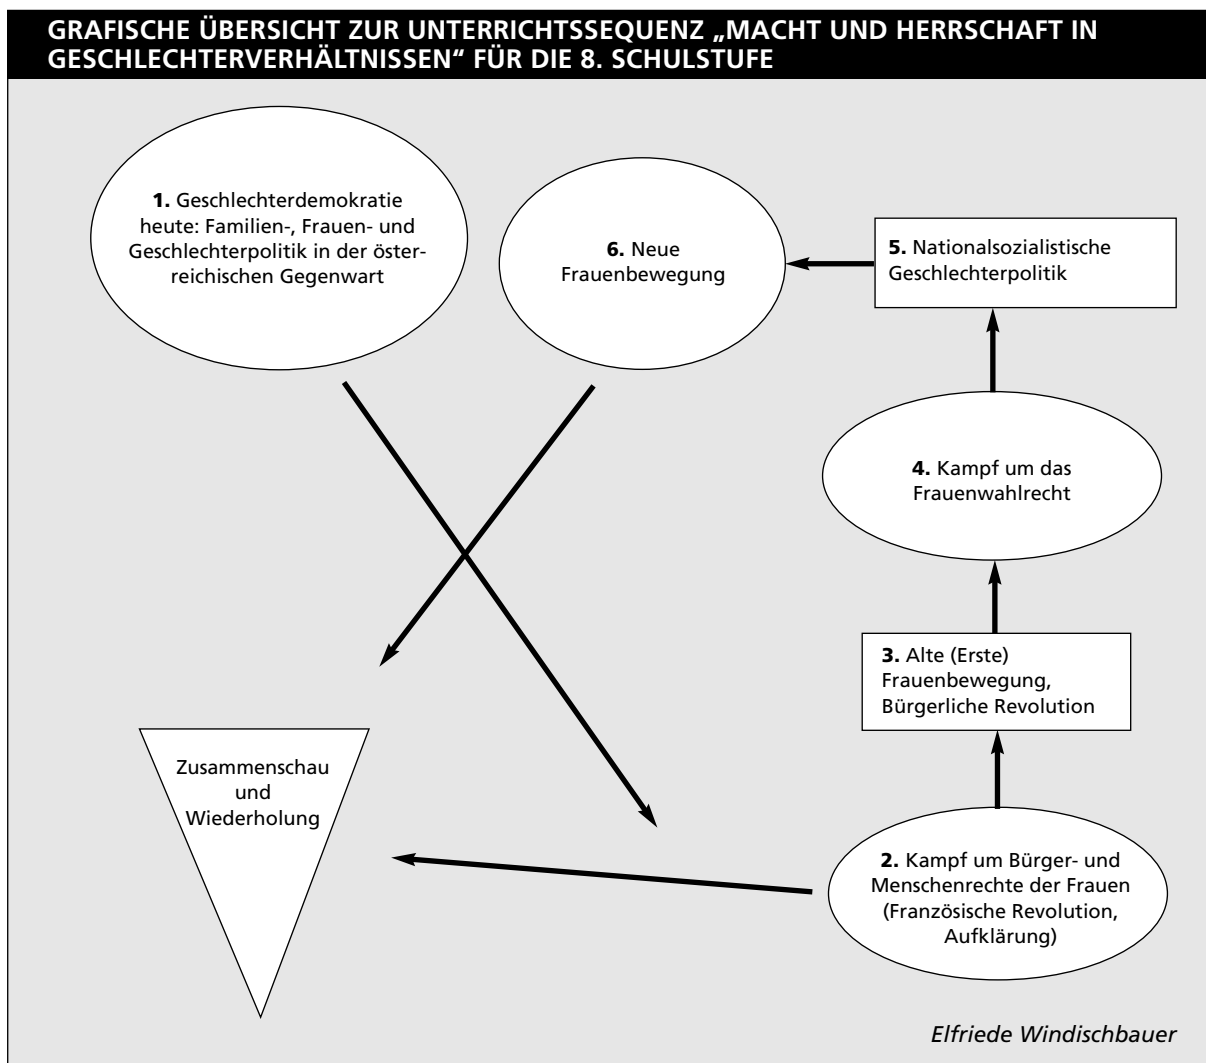 GRAFISCHE ÜBERSICHT ZUR UNTERRICHTSSEQUENZ „MACHT UND HERRSCHAFT IN
GESCHLECHTERVERHÄLTNISSEN“ FÜR DIE 8. SCHULSTUFE
1. Geschlechterdemokratie
heute: Familien-, Frauen- und
Geschlechterpolitik in der öster-
reichischen Gegenwart
6. Neue
Frauenbewegung
5. Nationalsozialistische
Geschlechterpolitik
4. Kampf um das
Frauenwahlrecht
3. Alte (Erste)
Frauenbewegung,
Bürgerliche Revolution
Zusammenschau
und
Wiederholung
2. Kampf um Bürger- und
Menschenrechte der Frauen
(Französische Revolution,
Aufklärung)
Elfriede Windischbauer